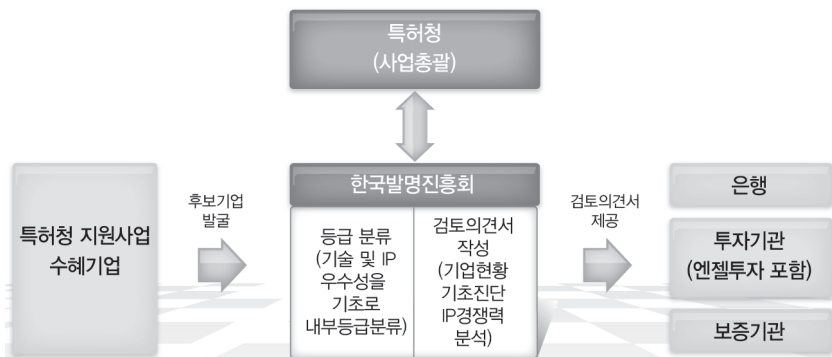 특허청
(사업총괄)
특허청 지원사업
수혜기업
후보기업
발굴
한국발명진흥회
등급 분류
(기술 및 IP
우수성을
기초로
내부등급분류)
검토의견서
작성
(기업현황
기초진단
IP경쟁력
분석)
검토의견서
제공
은행
투자기관
(엔젤투자 포함)
보증기관